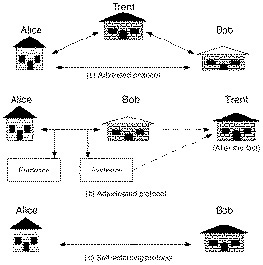 Trent
Alice
Bob
(a) Arbitrated protocol
Alice
Bob
Trent
(After the fact)
Evidence
Evidence
(b) Adjudicated protocol
Alice
Bob
(c) Self-enforcing protocol